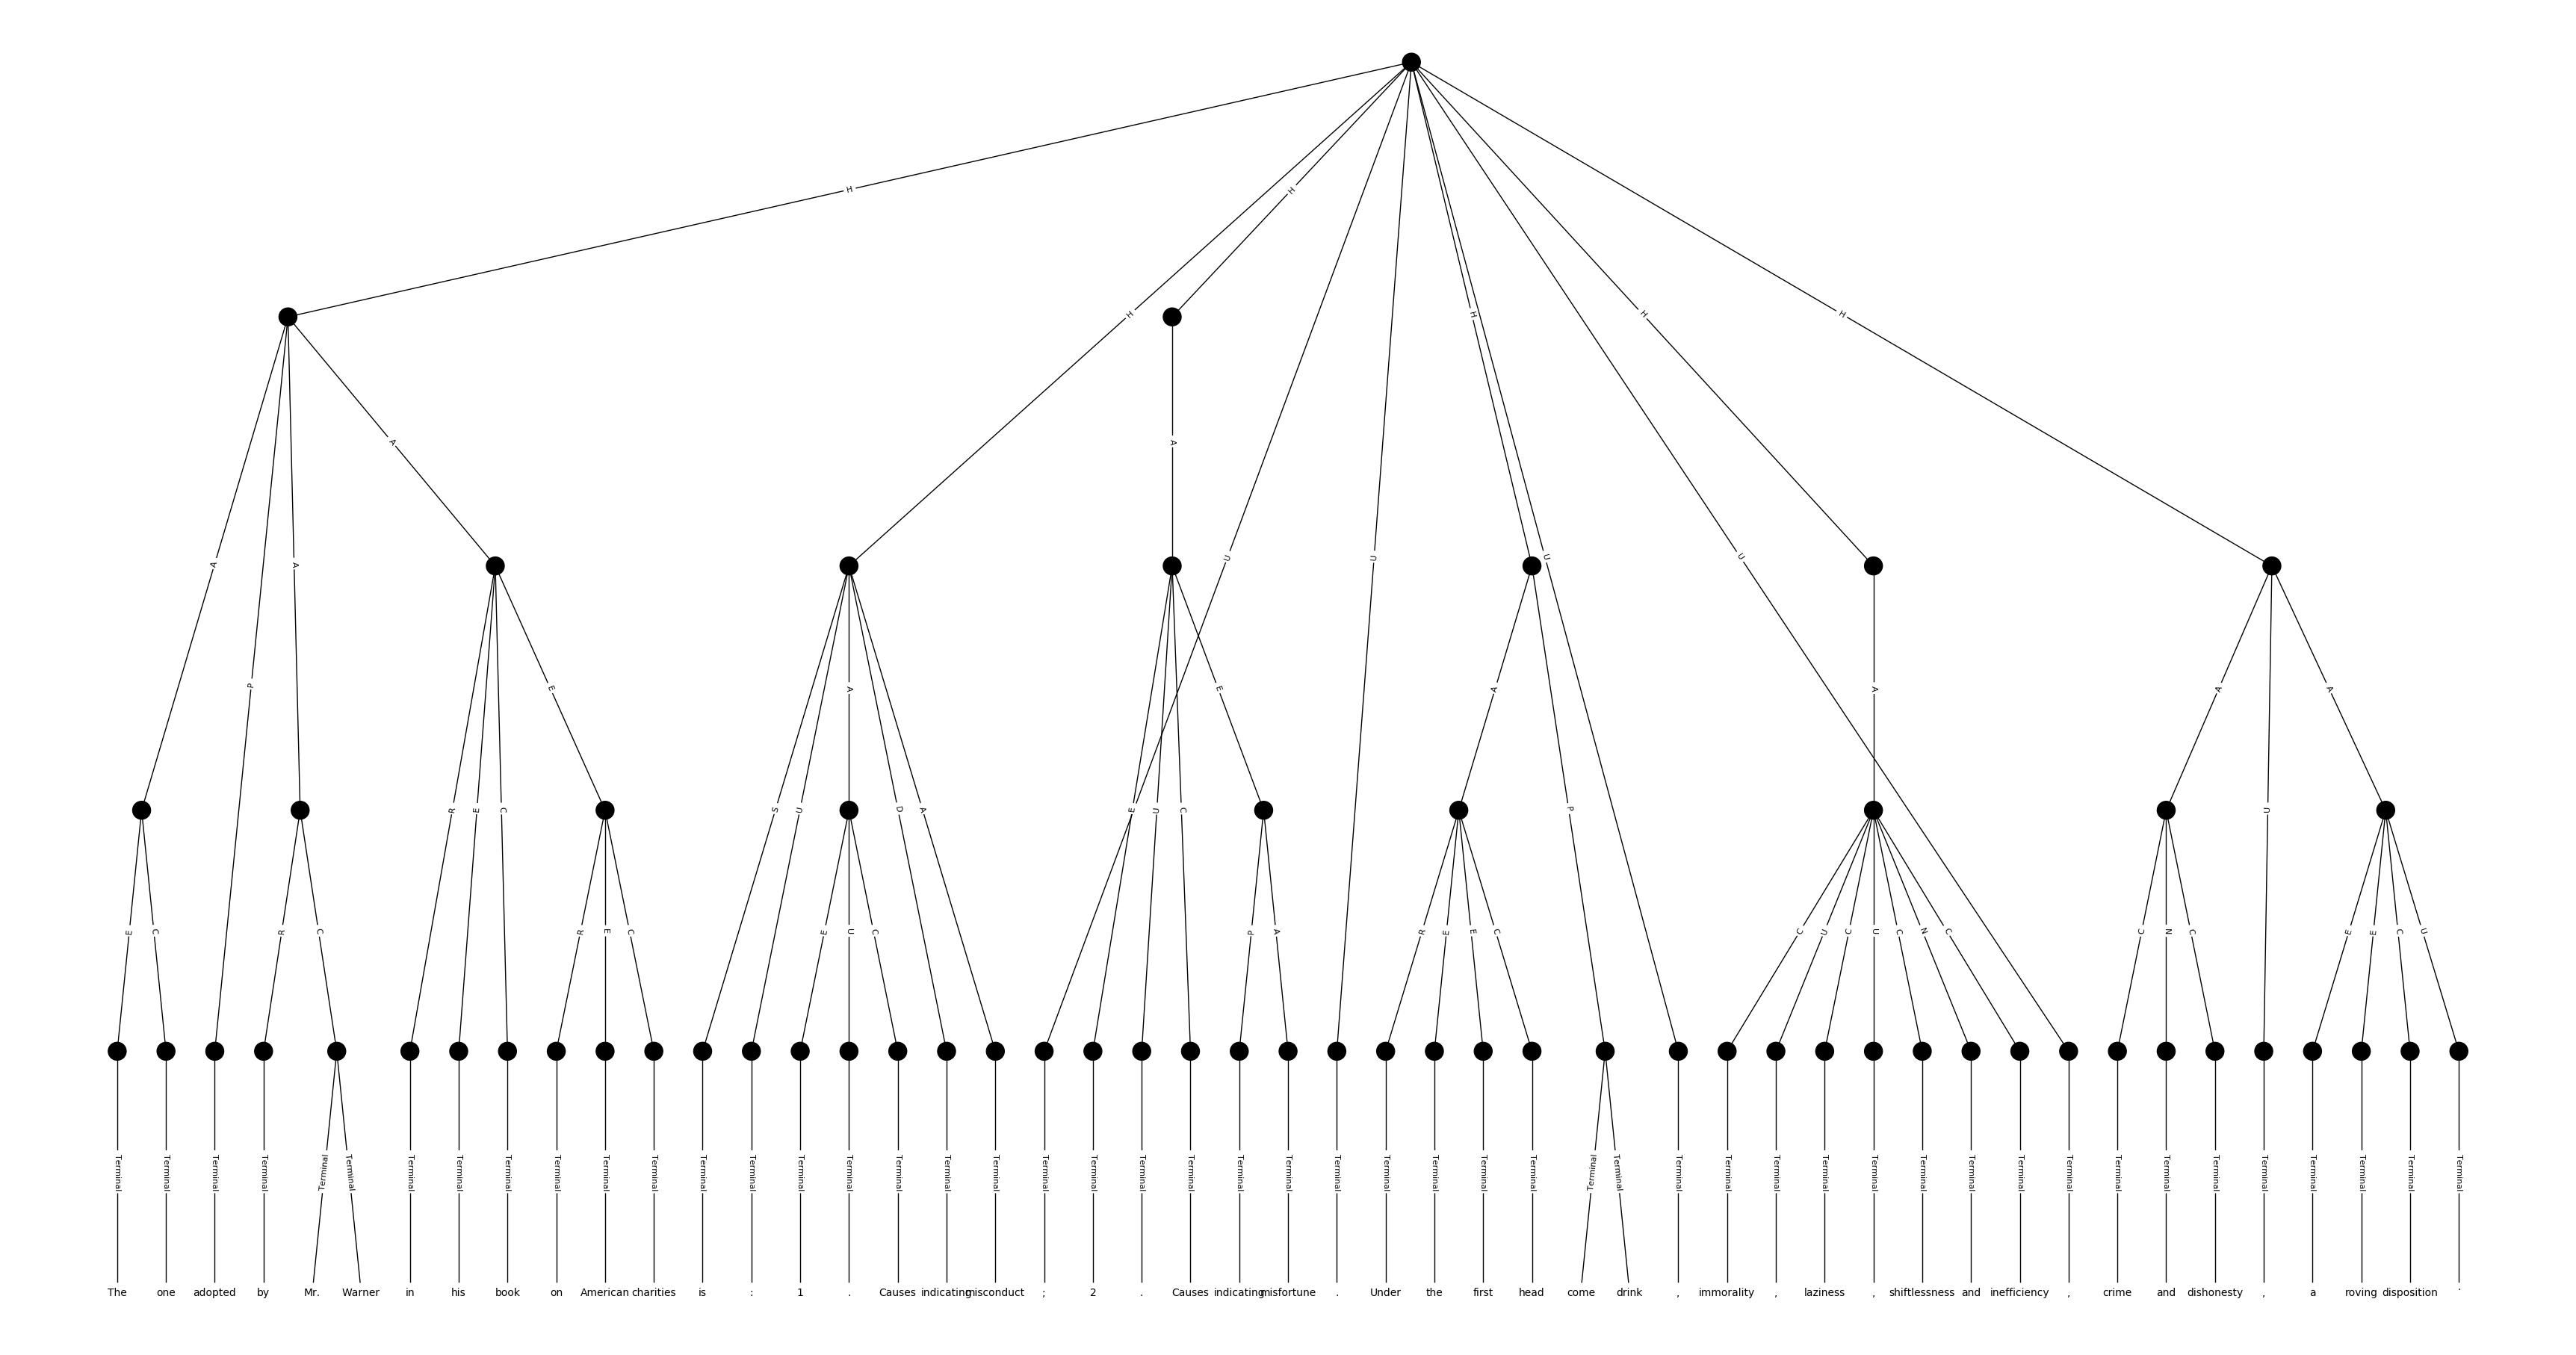 H
H
H H H H
A U U U U
A
A A
A A A E E A P A A
P
S U D A E U C P U
R E C
E C R C R E C E U C P A R E E C C U C U C N C C N C E E C U
Terminal Terminal Terminal Terminal Terminal Terminal Terminal Terminal Terminal Terminal Terminal Terminal Terminal Terminal Terminal Terminal Terminal Terminal Terminal Terminal Terminal Terminal Terminal Terminal Terminal Terminal Terminal Terminal Terminal Terminal Terminal Terminal Terminal Terminal Terminal Terminal Terminal Terminal Terminal Terminal Terminal Terminal Terminal Terminal Terminal Terminal Terminal Terminal Terminal
The one adopted by Mr. Warner in his book on American charities is : 1 . Causes indicating misconduct ; 2 . Causes indicating misfortune . Under the first head come drink , immorality , laziness , shiftlessness and inefficiency , crime and dishonesty , a roving disposition .